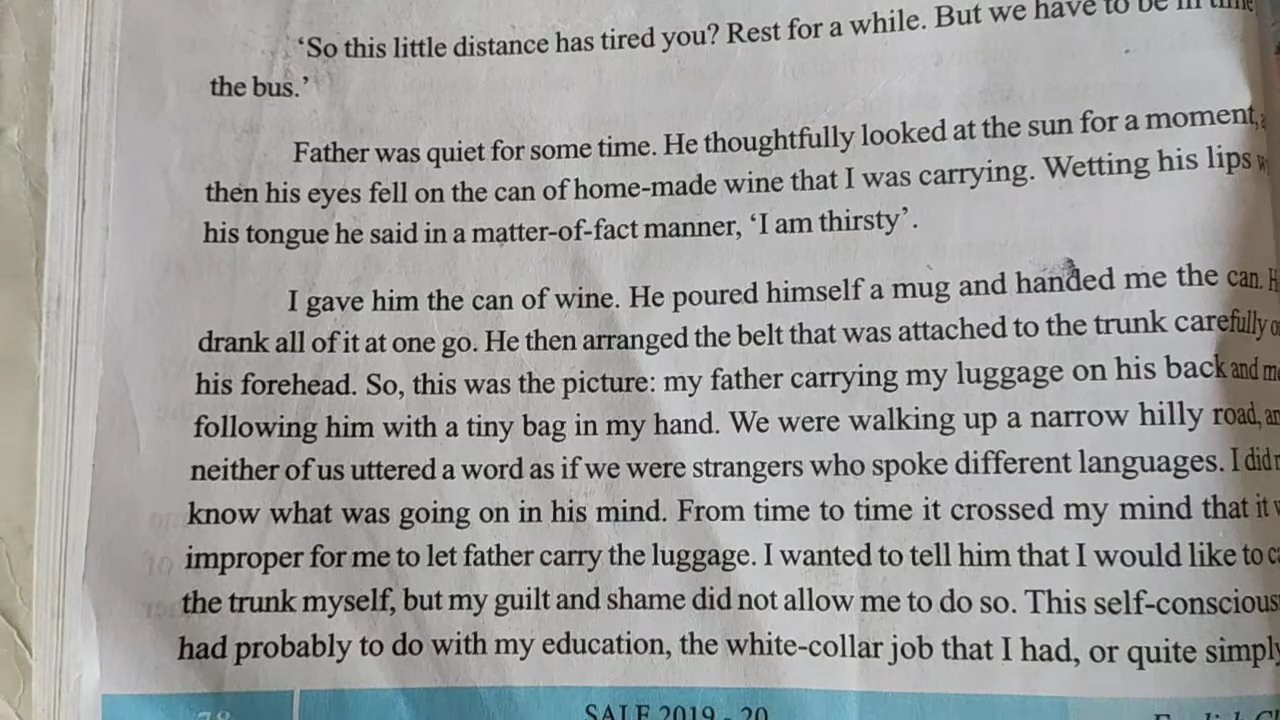 ‘So this little distance has tired you? Rest for a while. But we have to be in time
the bus.’
Father was quiet for some time. He thoughtfully looked at the sun for a moment,
then his eyes fell on the can of home-made wine that I was carrying. Wetting his lips
his tongue he said in a matter-of-fact manner, ‘I am thirsty’.
I gave him the can of wine. He poured himself a mug and handed me the can.
drank all of it at one go. He then arranged the belt that was attached to the trunk carefully
his forehead. So, this was the picture: my father carrying my luggage on his back and
following him with a tiny bag in my hand. We were walking up a narrow hilly road,
neither of us uttered a word as if we were strangers who spoke different languages. I
know what was going on in his mind. From time to time it crossed my mind that it
improper for me to let father carry the luggage. I wanted to tell him that I would like to
the trunk myself, but my guilt and shame did not allow me to do so. This
had probably to do with my education, the white-collar job that I had, or quite simply
78 SALE 2019 - 20